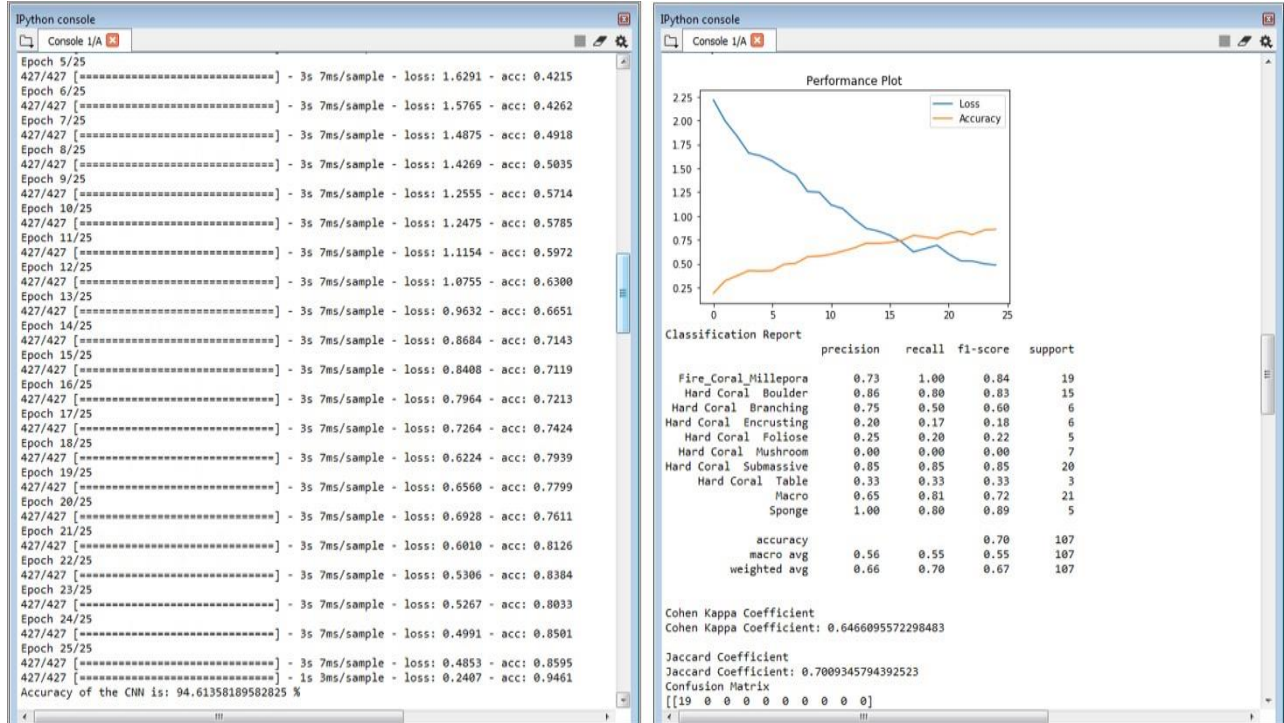 IPython console
Console 1/A
Epoch 5/25
427/427 [==============================] - 3s 7ms/sample - loss: 1.6291 - acc: 0.4215
Epoch 6/25
427/427 [==============================] - 3s 7ms/sample - loss: 1.5765 - acc: 0.4262
Epoch 7/25
427/427 [==============================] - 3s 7ms/sample - loss: 1.4875 - acc: 0.4918
Epoch 8/25
427/427 [==============================] - 3s 7ms/sample - loss: 1.4269 - acc: 0.5035
Epoch 9/25
427/427 [==============================] - 3s 7ms/sample - loss: 1.2555 - acc: 0.5714
Epoch 10/25
427/427 [==============================] - 3s 7ms/sample - loss: 1.2475 - acc: 0.5785
Epoch 11/25
427/427 [==============================] - 3s 7ms/sample - loss: 1.1154 - acc: 0.5972
Epoch 12/25
427/427 [==============================] - 3s 7ms/sample - loss: 1.0755 - acc: 0.6300
Epoch 13/25
427/427 [==============================] - 3s 7ms/sample - loss: 0.9632 - acc: 0.6651
Epoch 14/25
427/427 [==============================] - 3s 7ms/sample - loss: 0.8684 - acc: 0.7143
Epoch 15/25
427/427 [==============================] - 3s 7ms/sample - loss: 0.8408 - acc: 0.7119
Epoch 16/25
427/427 [==============================] - 3s 7ms/sample - loss: 0.7964 - acc: 0.7213
Epoch 17/25
427/427 [==============================] - 3s 7ms/sample - loss: 0.7264 - acc: 0.7424
Epoch 18/25
427/427 [==============================] - 3s 7ms/sample - loss: 0.6224 - acc: 0.7939
Epoch 19/25
427/427 [==============================] - 3s 7ms/sample - loss: 0.6560 - acc: 0.7799
Epoch 20/25
427/427 [==============================] - 3s 7ms/sample - loss: 0.6928 - acc: 0.7611
Epoch 21/25
427/427 [==============================] - 3s 7ms/sample - loss: 0.6010 - acc: 0.8126
Epoch 22/25
427/427 [==============================] - 3s 7ms/sample - loss: 0.5306 - acc: 0.8384
Epoch 23/25
427/427 [==============================] - 3s 7ms/sample - loss: 0.5267 - acc: 0.8033
Epoch 24/25
427/427 [==============================] - 3s 7ms/sample - loss: 0.4991 - acc: 0.8501
Epoch 25/25
427/427 [==============================] - 3s 7ms/sample - loss: 0.4853 - acc: 0.8595
427/427 [==============================] - 1s 3ms/sample - loss: 0.2407 - acc: 0.9461
Accuracy of the CNN is: 94.61358189582825 %
IPython console
Console 1/A
Performance Plot
Loss
Accuracy
2.25
2.00
1.75
1.50
1.25
1.00
0.75
0.50
0.25
0 5 10 15 20 25
Classification Report
precision recall f1-score support
Fire_Coral_Millepora 0.73 1.00 0.84 19
Hard Coral Boulder 0.86 0.80 0.83 15
Hard Coral Branching 0.75 0.50 0.60 6
Hard Coral Encrusting 0.20 0.17 0.18 6
Hard Coral Foliose 0.25 0.20 0.22 5
Hard Coral Mushroom 0.00 0.00 0.00 7
Hard Coral Submassive 0.85 0.85 0.85 20
Hard Coral Table 0.33 0.33 0.33 3
Macro 0.65 0.81 0.72 21
Sponge 1.00 0.80 0.89 5
accuracy 0.70 107
macro avg 0.56 0.55 0.55 107
weighted avg 0.66 0.70 0.67 107
Cohen Kappa Coefficient
Cohen Kappa Coefficient: 0.6466095572298483
Jaccard Coefficient
Jaccard Coefficient: 0.7009345794392523
Confusion Matrix
[[19 0 0 0 0 0 0 0 0 0]